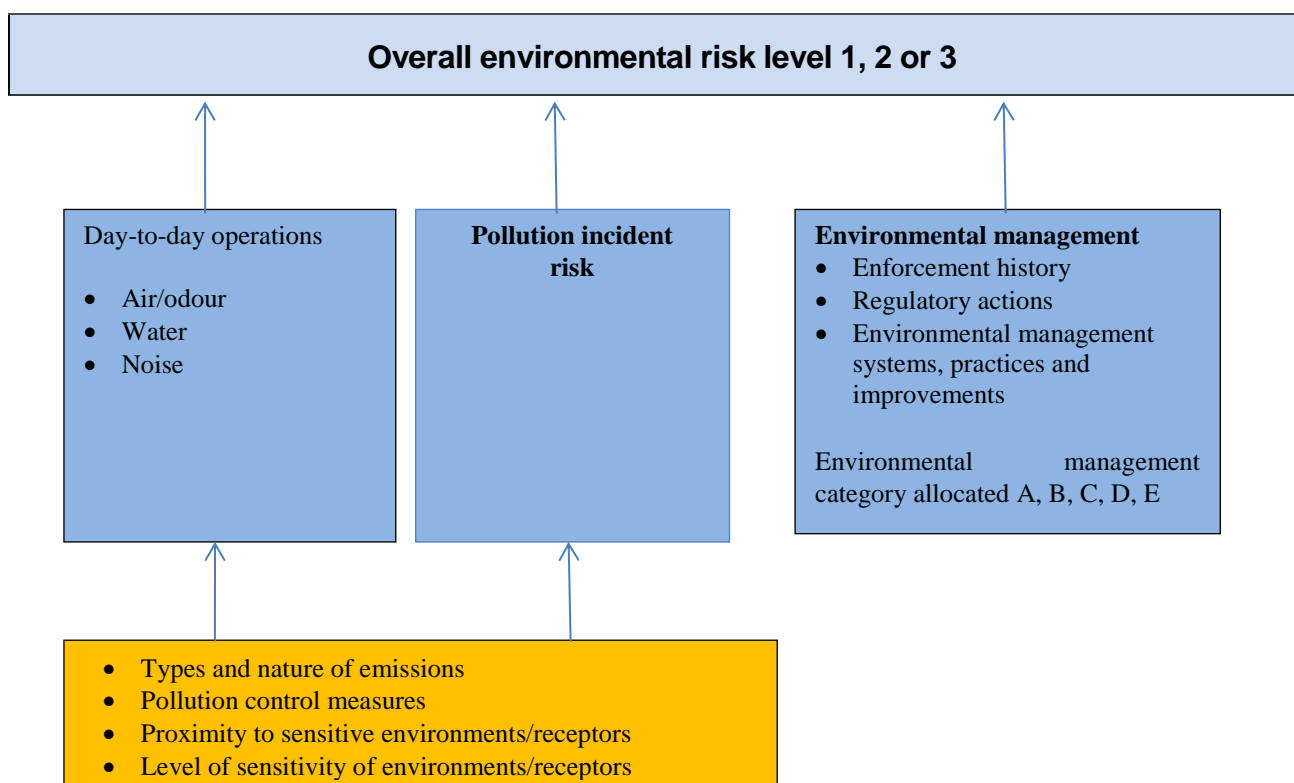 Overall environmental risk level 1, 2 or 3
Day-to-day operations
• Air/odour
• Water
• Noise
Pollution incident
risk
Environmental management
• Enforcement history
• Regulatory actions
• Environmental management
systems, practices and
improvements
Environmental management
category allocated A, B, C, D, E
• Types and nature of emissions
• Pollution control measures
• Proximity to sensitive environments/receptors
• Level of sensitivity of environments/receptors